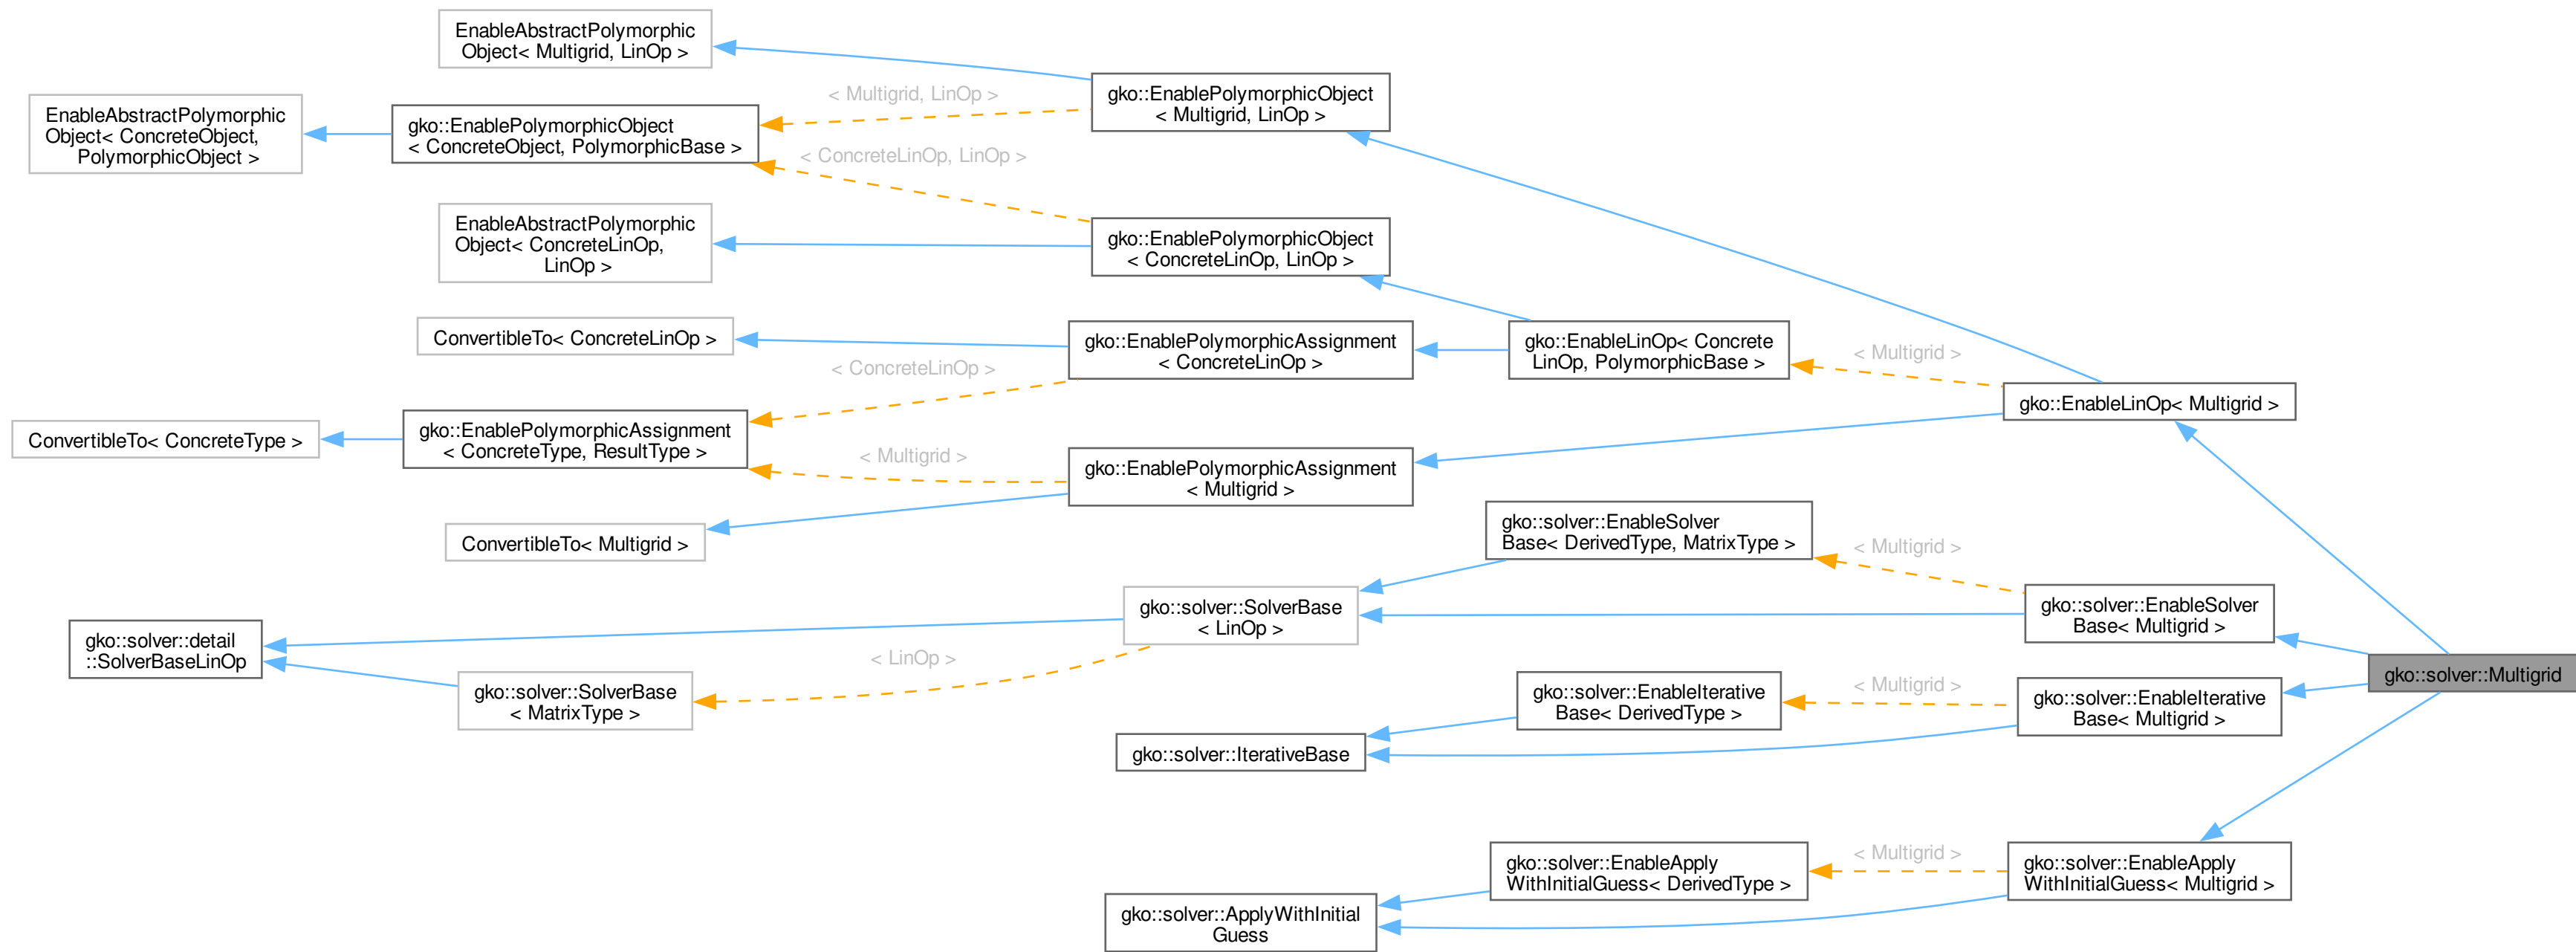 EnableAbstractPolymorphic
Object< Multigrid, LinOp >
EnableAbstractPolymorphic
Object< ConcreteObject,
PolymorphicObject >
gko::EnablePolymorphicObject
< ConcreteObject, PolymorphicBase >
< Multigrid, LinOp >
< ConcreteLinOp, LinOp >
gko::EnablePolymorphicObject
< Multigrid, LinOp >
EnableAbstractPolymorphic
Object< ConcreteLinOp,
LinOp >
gko::EnablePolymorphicObject
< ConcreteLinOp, LinOp >
ConvertibleTo< ConcreteLinOp >
gko::EnablePolymorphicAssignment
< ConcreteLinOp >
gko::EnableLinOp< Concrete
LinOp, PolymorphicBase >
< Multigrid >
< ConcreteLinOp >
gko::EnableLinOp< Multigrid >
ConvertibleTo< ConcreteType >
gko::EnablePolymorphicAssignment
< ConcreteType, ResultType >
< Multigrid >
gko::EnablePolymorphicAssignment
< Multigrid >
ConvertibleTo< Multigrid >
gko::solver::EnableSolver
Base< DerivedType, MatrixType >
< Multigrid >
gko::solver::SolverBase
< LinOp >
gko::solver::EnableSolver
Base< Multigrid >
gko::solver::detail
::SolverBaseLinOp
< LinOp >
gko::solver::SolverBase
< MatrixType >
gko::solver::Multigrid
gko::solver::EnableIterative
Base< DerivedType >
< Multigrid >
gko::solver::EnableIterative
Base< Multigrid >
gko::solver::IterativeBase
gko::solver::EnableApply
WithInitialGuess< DerivedType >
< Multigrid >
gko::solver::EnableApply
WithInitialGuess< Multigrid >
gko::solver::ApplyWithInitial
Guess